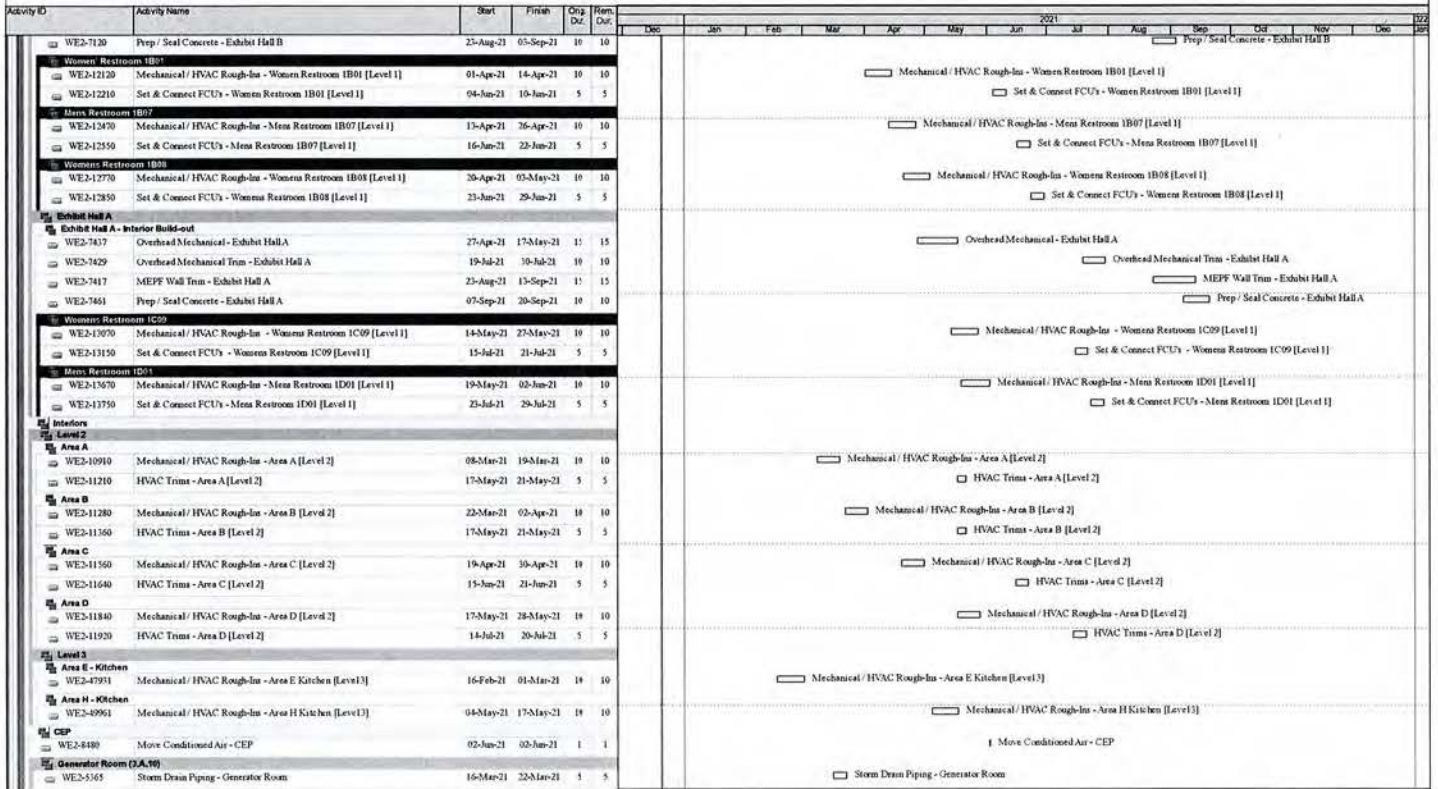 Activity ID Activity Name Start Finish Orig. Dur. Rem. Dur. 2021 022
Dec Jan Feb Mar Apr May Jun Jul Aug Sep Oct Nov Dec Jan
WE2-7120 Prep / Seal Concrete - Exhibit Hall B 23-Aug-21 03-Sep-21 10 10 Prep / Seal Concrete - Exhibit Hall B
Women' Restroom 1B01
WE2-12120 Mechanical / HVAC Rough-Ins - Women Restroom 1B01 [Level 1] 01-Apr-21 14-Apr-21 10 10 Mechanical / HVAC Rough-Ins - Women Restroom 1B01 [Level 1]
WE2-12210 Set & Connect FCU's - Women Restroom 1B01 [Level 1] 04-Jun-21 10-Jun-21 5 5 Set & Connect FCU's - Women Restroom 1B01 [Level 1]
Mens Restroom 1B07
WE2-12470 Mechanical / HVAC Rough-Ins - Mens Restroom 1B07 [Level 1] 13-Apr-21 26-Apr-21 10 10 Mechanical / HVAC Rough-Ins - Mens Restroom 1B07 [Level 1]
WE2-12550 Set & Connect FCU's - Mens Restroom 1B07 [Level 1] 16-Jun-21 22-Jun-21 5 5 Set & Connect FCU's - Mens Restroom 1B07 [Level 1]
Womens Restroom 1B08
WE2-12770 Mechanical / HVAC Rough-Ins - Womens Restroom 1B08 [Level 1] 20-Apr-21 03-May-21 10 10 Mechanical / HVAC Rough-Ins - Womens Restroom 1B08 [Level 1]
WE2-12850 Set & Connect FCU's - Womens Restroom 1B08 [Level 1] 23-Jun-21 29-Jun-21 5 5 Set & Connect FCU's - Womens Restroom 1B08 [Level 1]
Exhibit Hall A
Exhibit Hall A - Interior Build-out
WE2-7437 Overhead Mechanical - Exhibit Hall A 27-Apr-21 17-May-21 15 15 Overhead Mechanical - Exhibit Hall A
WE2-7429 Overhead Mechanical Trim - Exhibit Hall A 19-Jul-21 30-Jul-21 10 10 Overhead Mechanical Trim - Exhibit Hall A
WE2-7417 MEPF Wall Trim - Exhibit Hall A 23-Aug-21 13-Sep-21 15 15 MEPF Wall Trim - Exhibit Hall A
WE2-7461 Prep / Seal Concrete - Exhibit Hall A 07-Sep-21 20-Sep-21 10 10 Prep / Seal Concrete - Exhibit Hall A
Womens Restroom 1C09
WE2-13070 Mechanical / HVAC Rough-Ins - Womens Restroom 1C09 [Level 1] 14-May-21 27-May-21 10 10 Mechanical / HVAC Rough-Ins - Womens Restroom 1C09 [Level 1]
WE2-13150 Set & Connect FCU's - Womens Restroom 1C09 [Level 1] 15-Jul-21 21-Jul-21 5 5 Set & Connect FCU's - Womens Restroom 1C09 [Level 1]
Mens Restroom 1D01
WE2-13670 Mechanical / HVAC Rough-Ins - Mens Restroom 1D01 [Level 1] 19-May-21 02-Jun-21 10 10 Mechanical / HVAC Rough-Ins - Mens Restroom 1D01 [Level 1]
WE2-13750 Set & Connect FCU's - Mens Restroom 1D01 [Level 1] 23-Jul-21 29-Jul-21 5 5 Set & Connect FCU's - Mens Restroom 1D01 [Level 1]
Interiors
Level 2
Area A
WE2-10910 Mechanical / HVAC Rough-Ins - Area A [Level 2] 08-Mar-21 19-Mar-21 10 10 Mechanical / HVAC Rough-Ins - Area A [Level 2]
WE2-11210 HVAC Trims - Area A [Level 2] 17-May-21 21-May-21 5 5 HVAC Trims - Area A [Level 2]
Area B
WE2-11280 Mechanical / HVAC Rough-Ins - Area B [Level 2] 22-Mar-21 02-Apr-21 10 10 Mechanical / HVAC Rough-Ins - Area B [Level 2]
WE2-11360 HVAC Trims - Area B [Level 2] 17-May-21 21-May-21 5 5 HVAC Trims - Area B [Level 2]
Area C
WE2-11560 Mechanical / HVAC Rough-Ins - Area C [Level 2] 19-Apr-21 30-Apr-21 10 10 Mechanical / HVAC Rough-Ins - Area C [Level 2]
WE2-11640 HVAC Trims - Area C [Level 2] 15-Jun-21 21-Jun-21 5 5 HVAC Trims - Area C [Level 2]
Area D
WE2-11840 Mechanical / HVAC Rough-Ins - Area D [Level 2] 17-May-21 28-May-21 10 10 Mechanical / HVAC Rough-Ins - Area D [Level 2]
WE2-11920 HVAC Trims - Area D [Level 2] 14-Jul-21 20-Jul-21 5 5 HVAC Trims - Area D [Level 2]
Level 3
Area E - Kitchen
WE2-47931 Mechanical / HVAC Rough-Ins - Area E Kitchen [Level3] 16-Feb-21 01-Mar-21 10 10 Mechanical / HVAC Rough-Ins - Area E Kitchen [Level3]
Area H - Kitchen
WE2-49961 Mechanical / HVAC Rough-Ins - Area H Kitchen [Level3] 04-May-21 17-May-21 10 10 Mechanical / HVAC Rough-Ins - Area H Kitchen [Level3]
CEP
WE2-8480 Move Conditioned Air - CEP 02-Jun-21 02-Jun-21 1 1 Move Conditioned Air - CEP
Generator Room (3.A.10)
WE2-5365 Storm Drain Piping - Generator Room 16-Mar-21 22-Mar-21 5 5 Storm Drain Piping - Generator Room